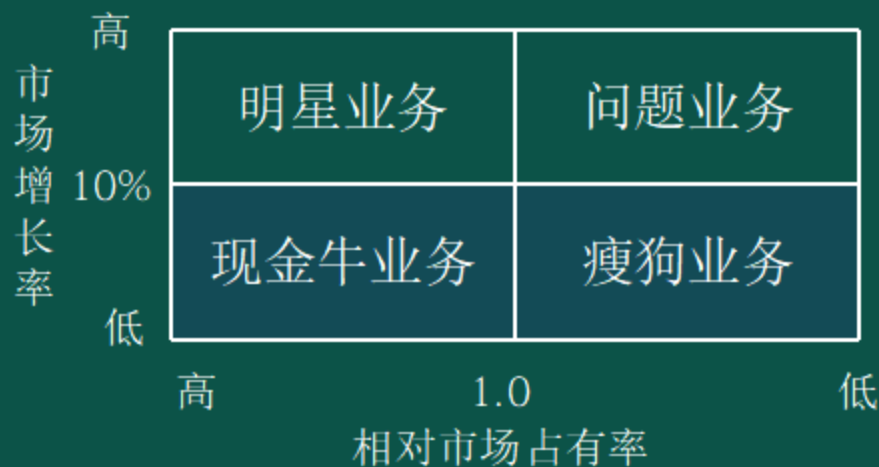 高
市场增长率
明星业务 问题业务
10%
现金牛业务 瘦狗业务
低
高 1.0 低
相对市场占有率